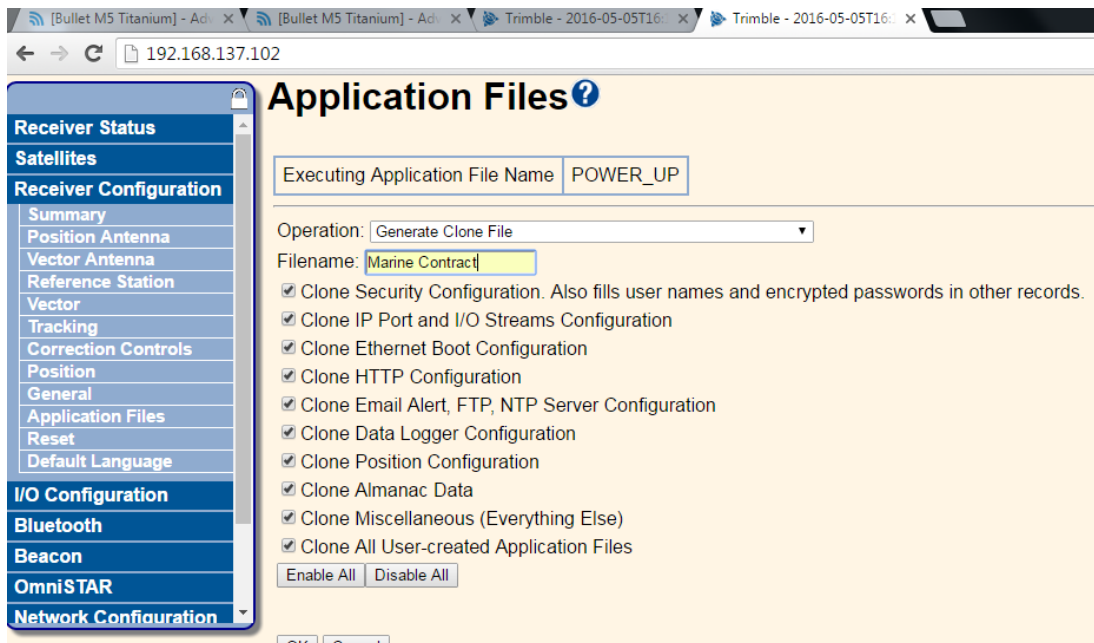 [Bullet M5 Titanium] - Adv
[Bullet M5 Titanium] - Adv
Trimble - 2016-05-05T16:
Trimble - 2016-05-05T16:
192.168.137.102
Receiver Status
Satellites
Receiver Configuration
Summary
Position Antenna
Vector Antenna
Reference Station
Vector
Tracking
Correction Controls
Position
General
Application Files
Reset
Default Language
I/O Configuration
Bluetooth
Beacon
OmniSTAR
Network Configuration
Application Files
Executing Application File Name POWER_UP
Operation: Generate Clone File
Filename: Marine Contract
Clone Security Configuration. Also fills user names and encrypted passwords in other records.
Clone IP Port and I/O Streams Configuration
Clone Ethernet Boot Configuration
Clone HTTP Configuration
Clone Email Alert, FTP, NTP Server Configuration
Clone Data Logger Configuration
Clone Position Configuration
Clone Almanac Data
Clone Miscellaneous (Everything Else)
Clone All User-created Application Files
Enable All Disable All
OK Cancel